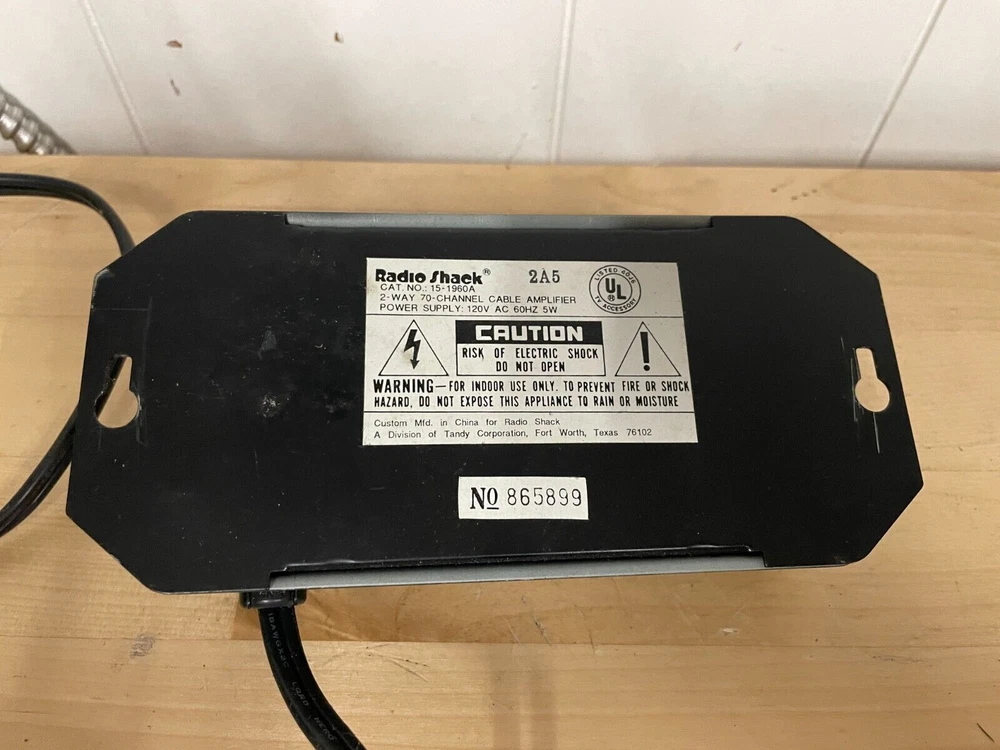 Radio Shack® 2A5
CAT. NO.: 15-1960A
2-WAY 70-CHANNEL CABLE AMPLIFIER
POWER SUPPLY: 120V AC 60HZ 5W
LISTED 40J6
UL
TV ACCESSORY
CAUTION
RISK OF ELECTRIC SHOCK
DO NOT OPEN
!
WARNING—FOR INDOOR USE ONLY. TO PREVENT FIRE OR SHOCK
HAZARD, DO NOT EXPOSE THIS APPLIANCE TO RAIN OR MOISTURE
Custom Mfd. in China for Radio Shack
A Division of Tandy Corporation, Fort Worth, Texas 76102
No 865899